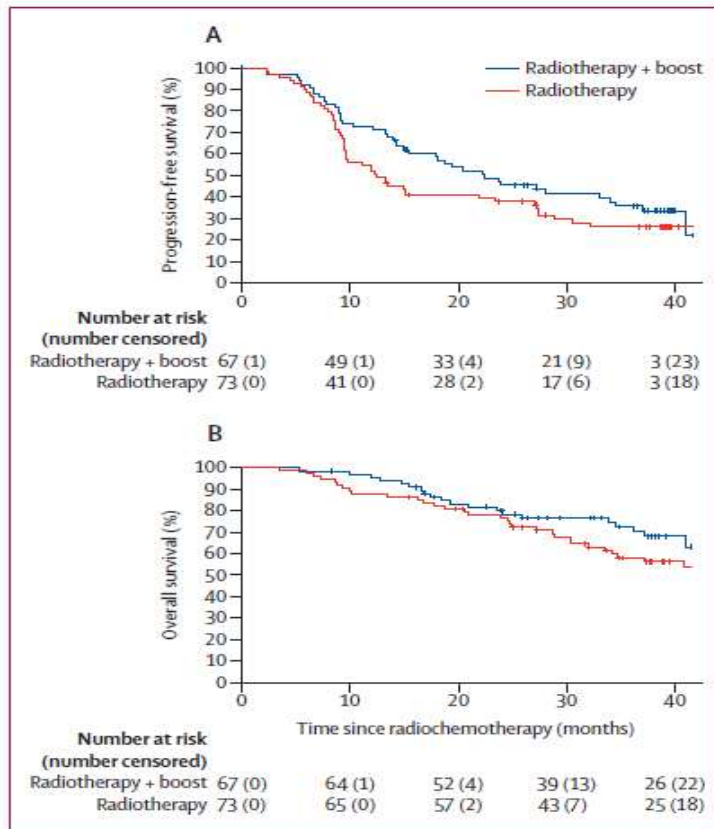 A
100
90
80
70
60
50
40
30
20
10
0
Progression-free survival (%)
Radiotherapy + boost
Radiotherapy
0 10 20 30 40
Number at risk
(number censored)
Radiotherapy + boost 67 (1) 49 (1) 33 (4) 21 (9) 3 (23)
Radiotherapy 73 (0) 41 (0) 28 (2) 17 (6) 3 (18)
B
100
90
80
70
60
50
40
30
20
10
0
Overall survival (%)
0 10 20 30 40
Time since radiochemotherapy (months)
Number at risk
(number censored)
Radiotherapy + boost 67 (0) 64 (1) 52 (4) 39 (13) 26 (22)
Radiotherapy 73 (0) 65 (0) 57 (2) 43 (7) 25 (18)